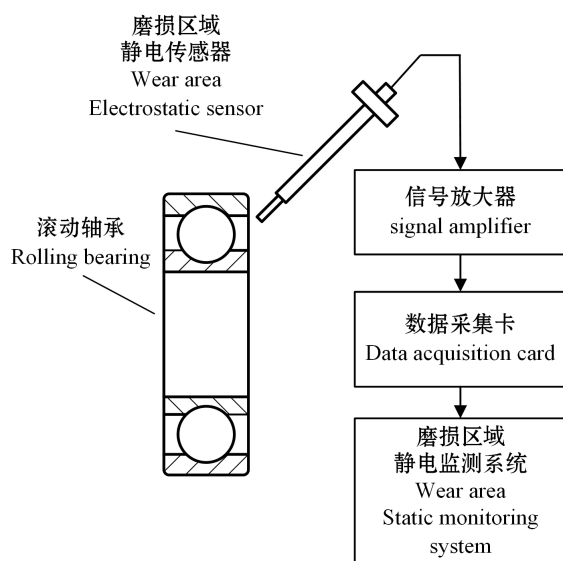 磨损区域
静电传感器
Wear area
Electrostatic sensor
滚动轴承
Rolling bearing
信号放大器
signal amplifier
数据采集卡
Data acquisition card
磨损区域
静电监测系统
Wear area
Static monitoring
system